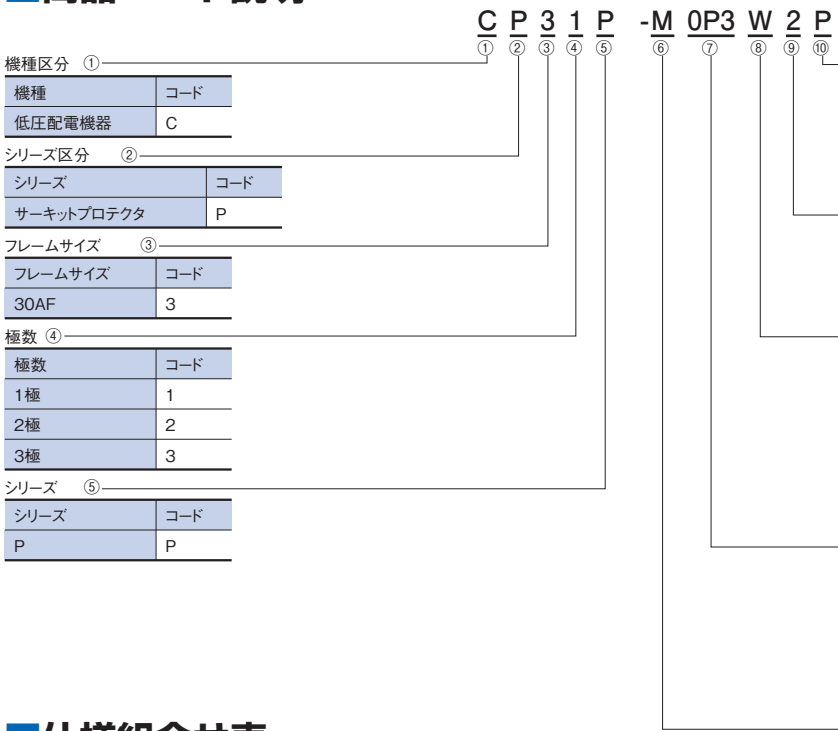 C P 3 1 P -M 0P3 W 2 P
① ② ③ ④ ⑤ ⑥ ⑦ ⑧ ⑨ ⑩
機種区分 ①
機種 コード
低圧配電機器 C
シリーズ区分 ②
シリーズ コード
サーキットプロテクタ P
フレームサイズ ③
フレームサイズ コード
30AF 3
極数 ④
極数 コード
1極 1
2極 2
3極 3
シリーズ ⑤
シリーズ コード
P P